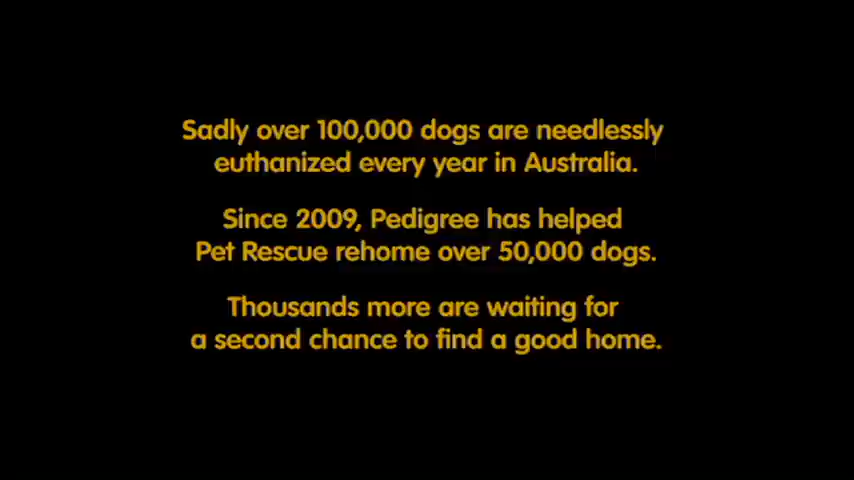 Sadly over 100,000 dogs are needlessly
euthanized every year in Australia.
Since 2009, Pedigree has helped
Pet Rescue rehome over 50,000 dogs.
Thousands more are waiting for
a second chance to find a good home.